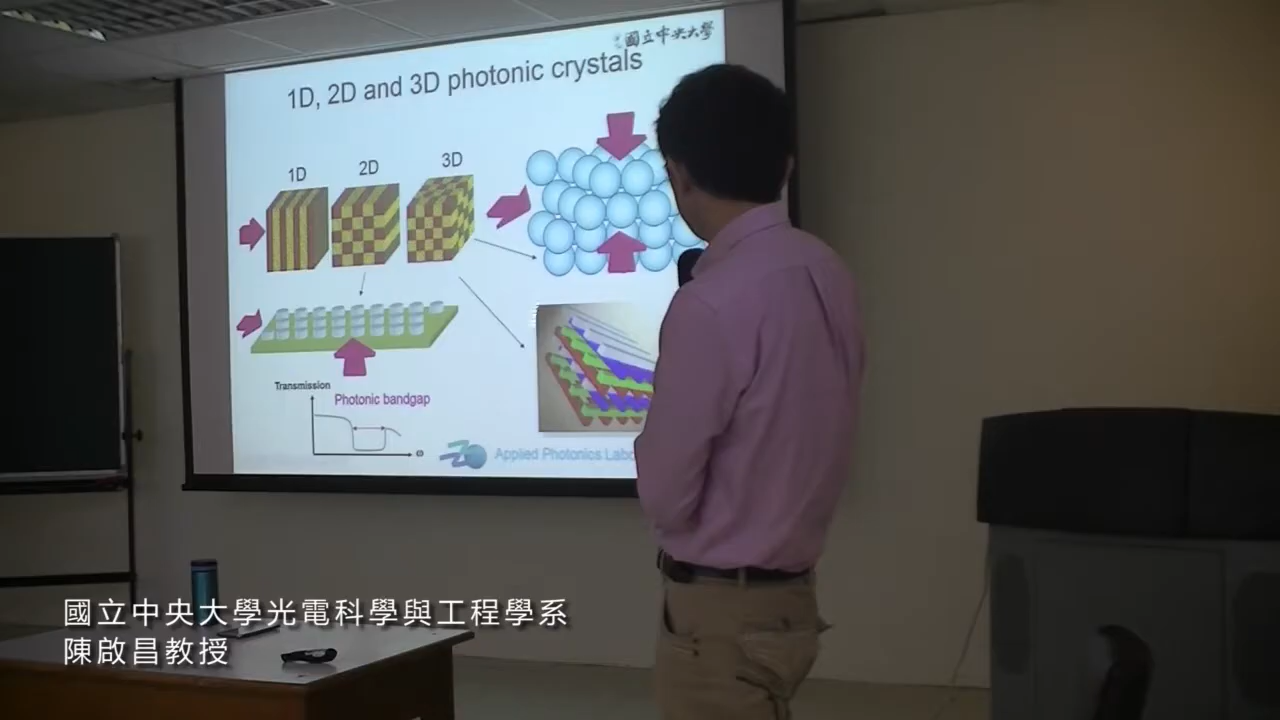 國立中央大學
1D, 2D and 3D photonic crystals
1D
2D
3D
Transmission
Photonic bandgap
ω
Applied Photonics
國立中央大學光電科學與工程學系
陳啟昌教授